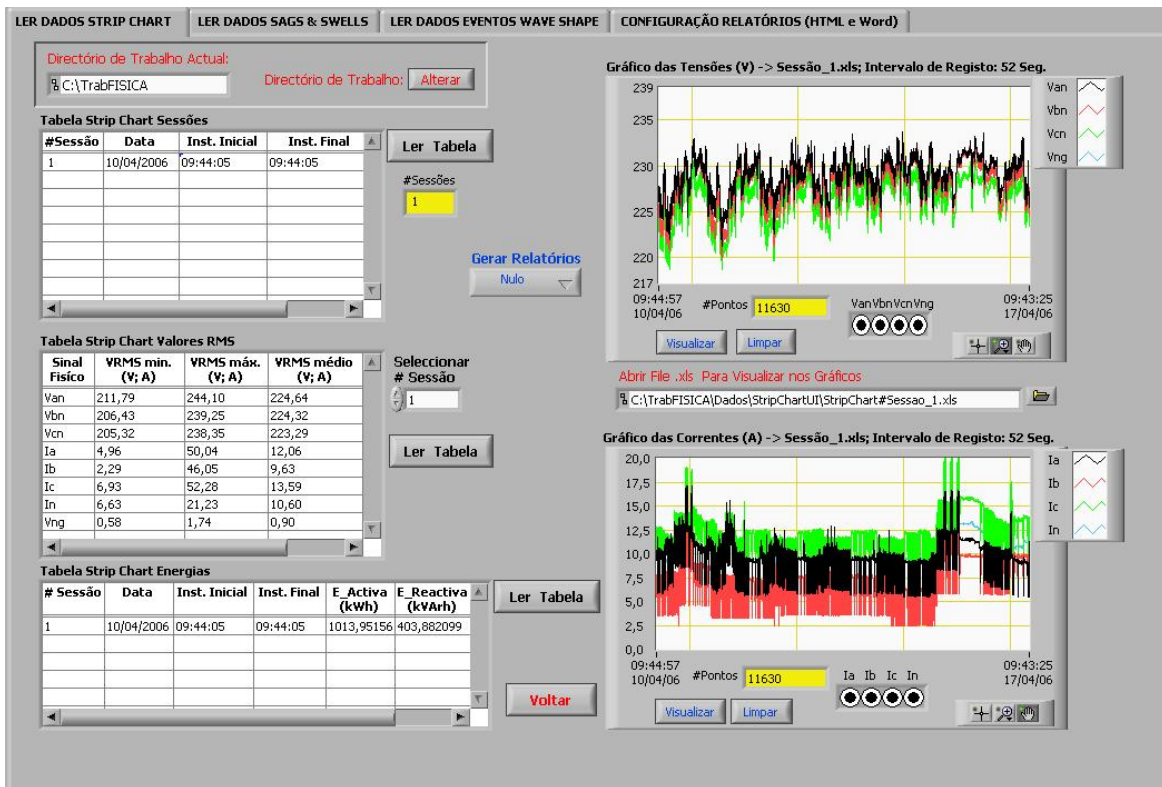 LER DADOS STRIP CHART LER DADOS SAGS & SWELLS LER DADOS EVENTOS WAVE SHAPE CONFIGURAÇÃO RELATÓRIOS (HTML e Word)
Directório de Trabalho Actual:
C:\TrabFISICA Directório de Trabalho: Alterar
Tabela Strip Chart Sessões
#Sessão Data Inst. Inicial Inst. Final
1 10/04/2006 09:44:05 09:44:05
Ler Tabela
#Sessões
1
Gerar Relatórios
Nulo
Tabela Strip Chart Valores RMS
Sinal Fisíco VRMS min. (V; A) VRMS máx. (V; A) VRMS médio (V; A)
Van 211,79 244,10 224,64
Vbn 206,43 239,25 224,32
Vcn 205,32 238,35 223,29
Ia 4,96 50,04 12,06
Ib 2,29 46,05 9,63
Ic 6,93 52,28 13,59
In 6,63 21,23 10,60
Vng 0,58 1,74 0,90
Seleccionar
# Sessão
1
Ler Tabela
Tabela Strip Chart Energias
# Sessão Data Inst. Inicial Inst. Final E_Activa (kWh) E_Reactiva (kVArh)
1 10/04/2006 09:44:05 09:44:05 1013,95156 403,882099
Ler Tabela
Voltar
Gráfico das Tensões (V) -> Sessão_1.xls; Intervalo de Registo: 52 Seg.
239
235
230
225
220
217
09:44:57
10/04/06
09:43:25
17/04/06
Van
Vbn
Vcn
Vng
#Pontos 11630
Van Vbn Vcn Vng
Visualizar Limpar
Abrir File .xls Para Visualizar nos Gráficos
C:\TrabFISICA\Dados\StripChartUI\StripChart#Sessao_1.xls
Gráfico das Correntes (A) -> Sessão_1.xls; Intervalo de Registo: 52 Seg.
20,0
17,5
15,0
12,5
10,0
7,5
5,0
2,5
0,0
09:44:57
10/04/06
09:43:25
17/04/06
Ia
Ib
Ic
In
#Pontos 11630
Ia Ib Ic In
Visualizar Limpar